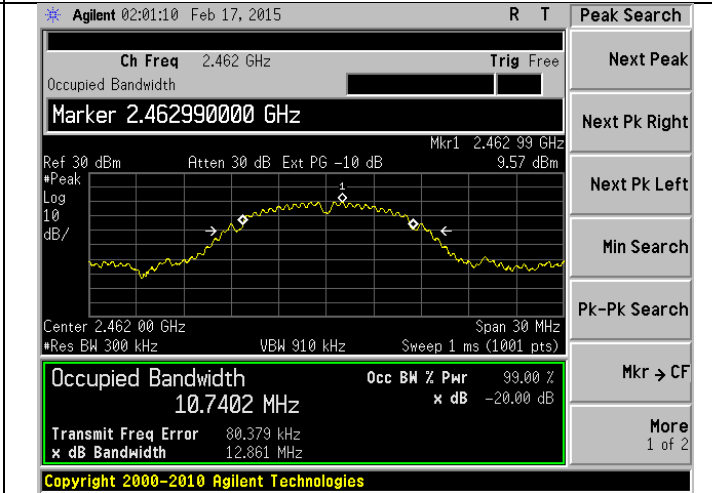 Agilent 02:01:10 Feb 17, 2015 R T Peak Search
Ch Freq 2.462 GHz Trig Free
Occupied Bandwidth
Marker 2.462990000 GHz
Mkr1 2.462 99 GHz
Ref 30 dBm Atten 30 dB Ext PG -10 dB 9.57 dBm
#Peak
Log
10
dB/
1
Center 2.462 00 GHz Span 30 MHz
#Res BW 300 kHz VBW 910 kHz Sweep 1 ms (1001 pts)
Occupied Bandwidth Occ BW % Pwr 99.00 %
10.7402 MHz x dB -20.00 dB
Transmit Freq Error 80.379 kHz
x dB Bandwidth 12.861 MHz
Copyright 2000-2010 Agilent Technologies
Next Peak
Next Pk Right
Next Pk Left
Min Search
Pk-Pk Search
Mkr → CF
More
1 of 2